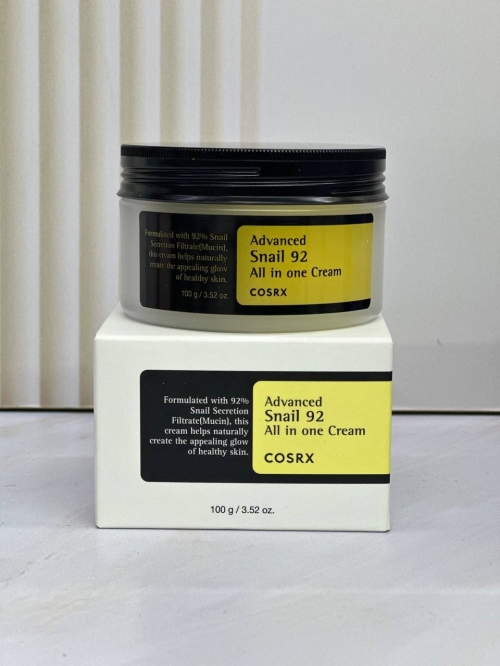 Formulated with 92% Snail
Secretion Filtrate(Mucin),
this cream helps naturally
create the appealing glow
of healthy skin.
100 g / 3.52 oz.
Advanced
Snail 92
All in one Cream
COSRX
Formulated with 92%
Snail Secretion
Filtrate(Mucin), this
cream helps naturally
create the appealing glow
of healthy skin.
Advanced
Snail 92
All in one Cream
COSRX
100 g / 3.52 oz.